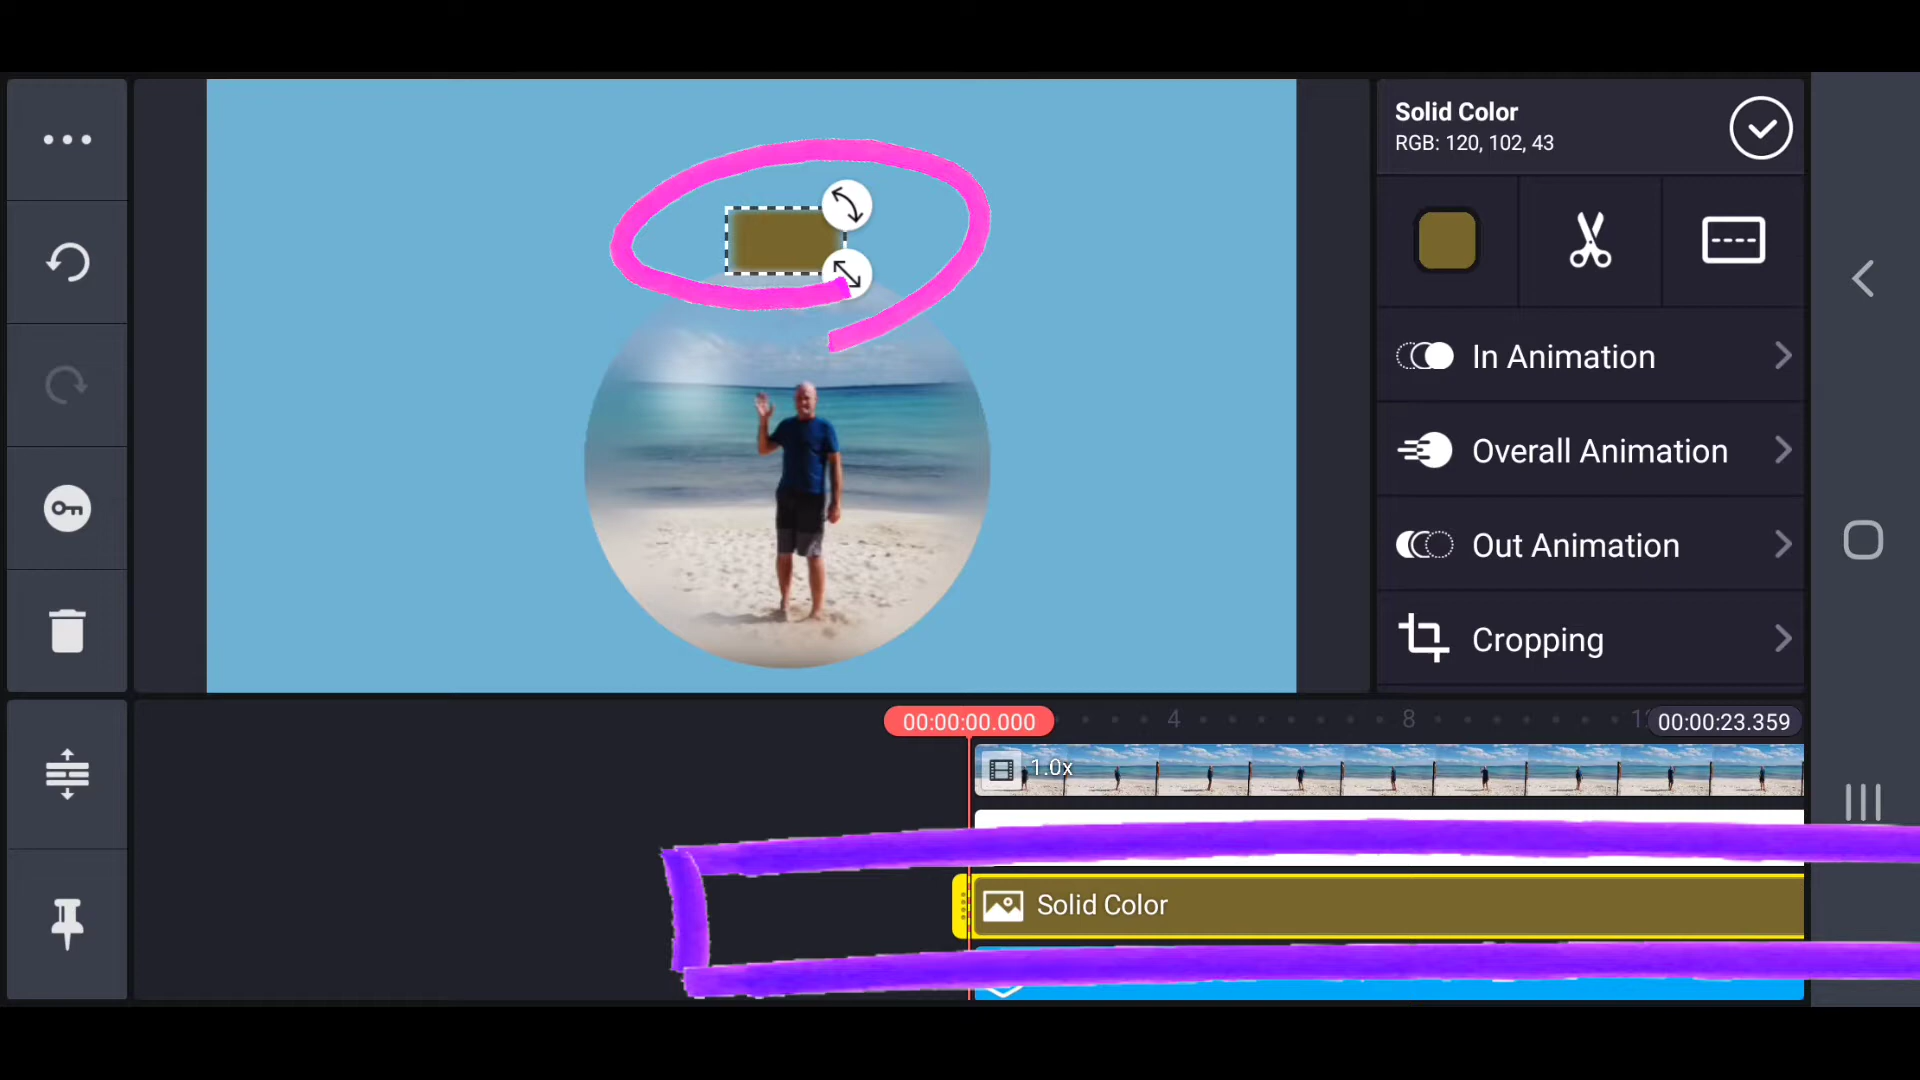 Solid Color
RGB: 120, 102, 43
In Animation
Overall Animation
Out Animation
Cropping
00:00:00.000
4
8
00:00:23.359
1.0x
Solid Color